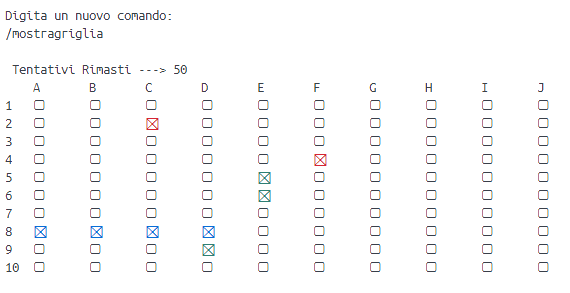 Digita un nuovo comando:
/mostragriglia
Tentativi Rimasti ---> 50
A B C D E F G H I J
1 ▢ ▢ ▢ ▢ ▢ ▢ ▢ ▢ ▢ ▢
2 ▢ ▢ ☒ ▢ ▢ ▢ ▢ ▢ ▢ ▢
3 ▢ ▢ ▢ ▢ ▢ ▢ ▢ ▢ ▢ ▢
4 ▢ ▢ ▢ ▢ ▢ ☒ ▢ ▢ ▢ ▢
5 ▢ ▢ ▢ ▢ ☒ ▢ ▢ ▢ ▢ ▢
6 ▢ ▢ ▢ ▢ ☒ ▢ ▢ ▢ ▢ ▢
7 ▢ ▢ ▢ ▢ ▢ ▢ ▢ ▢ ▢ ▢
8 ☒ ☒ ☒ ☒ ▢ ▢ ▢ ▢ ▢ ▢
9 ▢ ▢ ▢ ☒ ▢ ▢ ▢ ▢ ▢ ▢
10 ▢ ▢ ▢ ▢ ▢ ▢ ▢ ▢ ▢ ▢